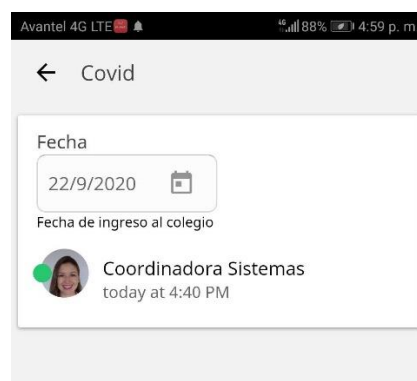 Avantel 4G LTE 88% 4:59 p. m
Covid
Fecha
22/9/2020
Fecha de ingreso al colegio
Coordinadora Sistemas
today at 4:40 PM